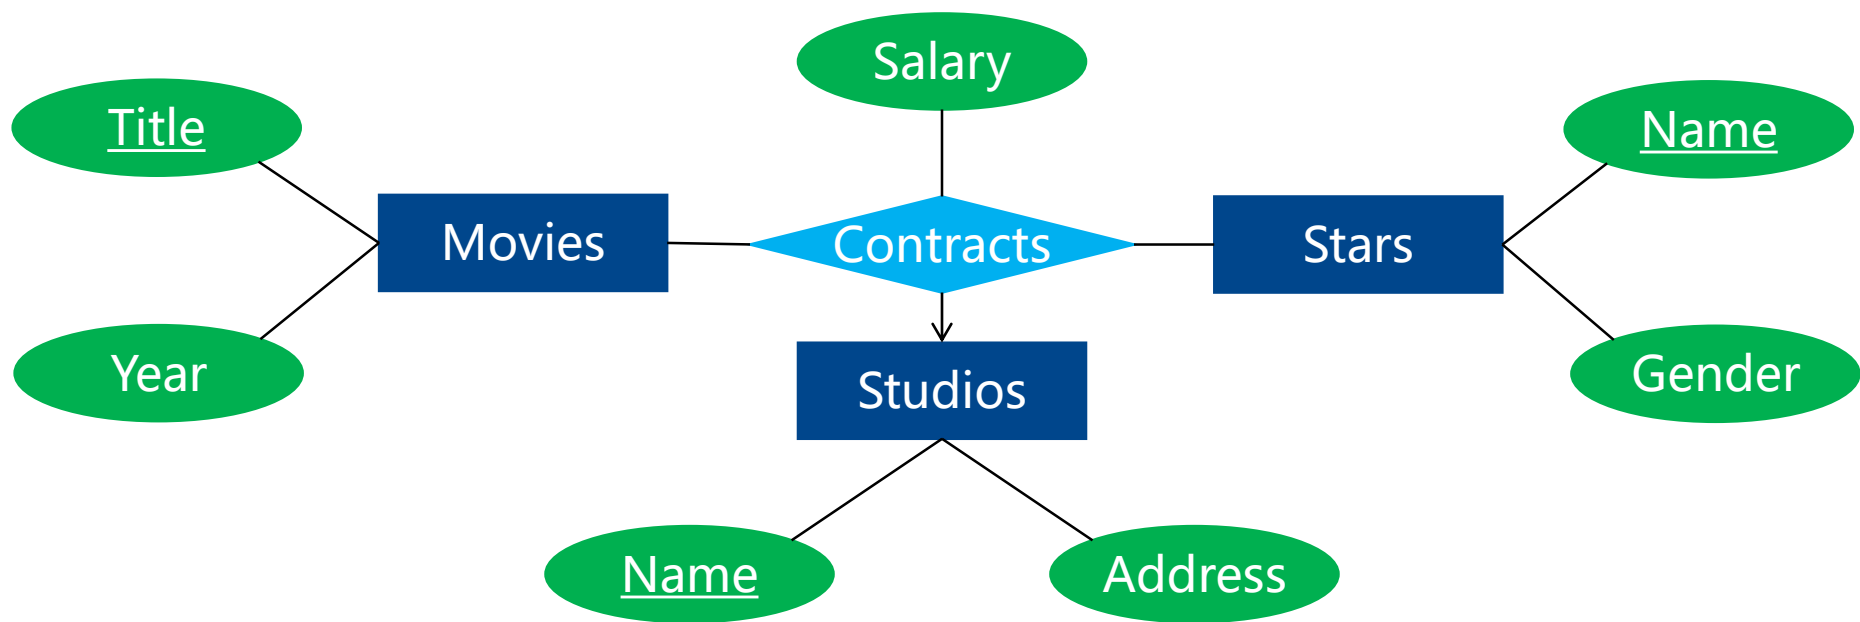 Salary
Title
Name
Movies
Contracts
Stars
Year
Studios
Gender
Name
Address